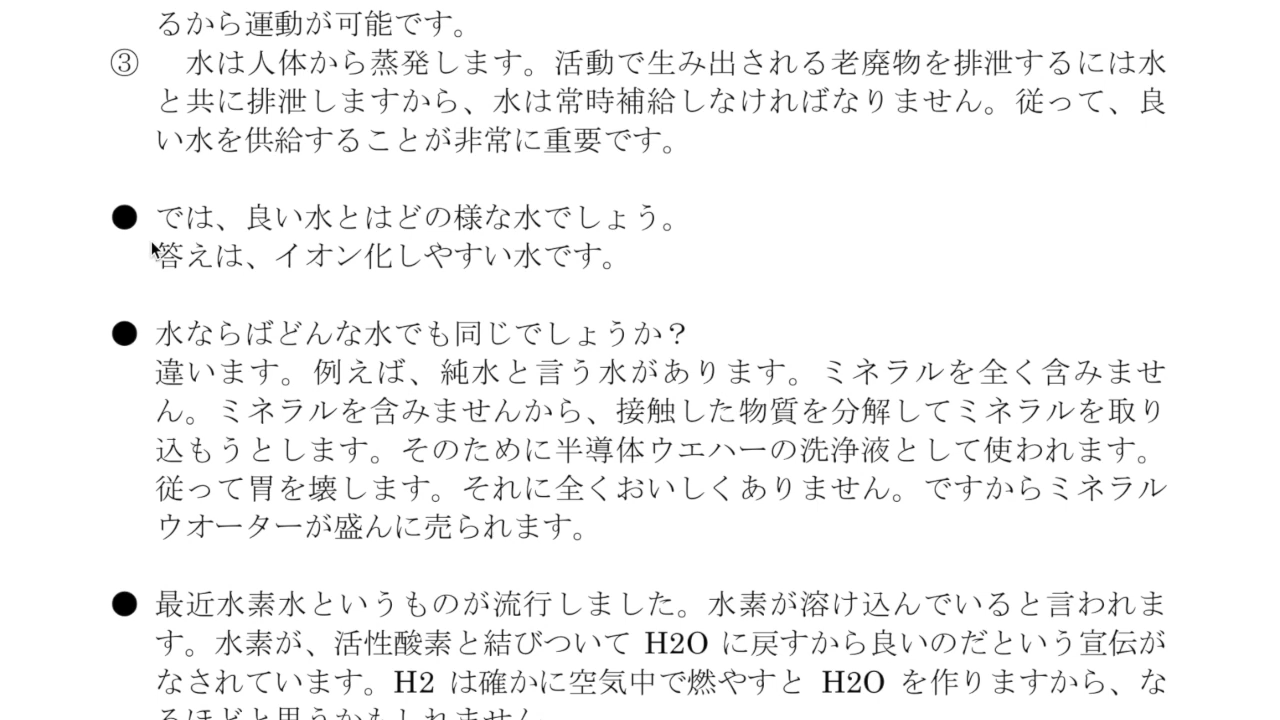 るから運動が可能です。
③ 水は人体から蒸発します。活動で生み出される老廃物を排泄するには水
と共に排泄しますから、水は常時補給しなければなりません。従って、良
い水を供給することが非常に重要です。
● では、良い水とはどの様な水でしょう。
答えは、イオン化しやすい水です。
● 水ならばどんな水でも同じでしょうか？
違います。例えば、純水と言う水があります。ミネラルを全く含みませ
ん。ミネラルを含みませんから、接触した物質を分解してミネラルを取り
込もうとします。そのために半導体ウエハーの洗浄液として使われます。
従って胃を壊します。それに全くおいしくありません。ですからミネラル
ウオーターが盛んに売られます。
● 最近水素水というものが流行しました。水素が溶け込んでいると言われま
す。水素が、活性酸素と結びついて H2O に戻すから良いのだという宣伝が
なされています。H2 は確かに空気中で燃やすと H2O を作りますから、な
るほどと思うかもしれません。